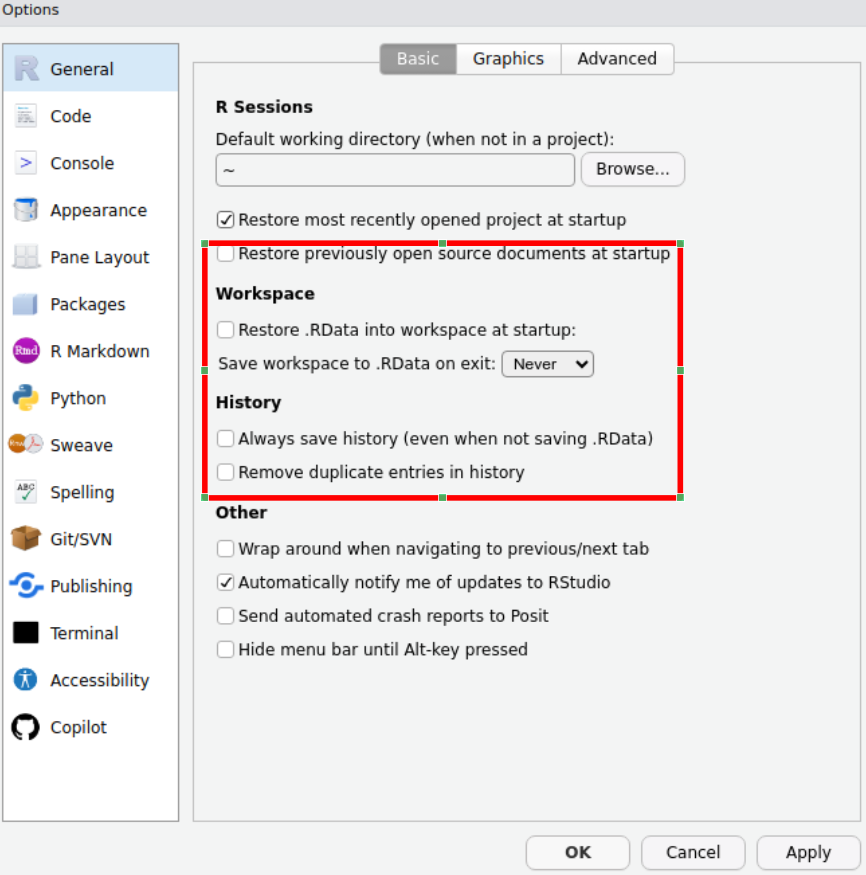 Options
General
Code
Console
Appearance
Pane Layout
Packages
Rmd R Markdown
Python
Sweave
ABC Spelling
Git/SVN
Publishing
Terminal
Accessibility
Copilot
Basic Graphics Advanced
R Sessions
Default working directory (when not in a project):
~ Browse...
Restore most recently opened project at startup
Restore previously open source documents at startup
Workspace
Restore .RData into workspace at startup:
Save workspace to .RData on exit: Never
History
Always save history (even when not saving .RData)
Remove duplicate entries in history
Other
Wrap around when navigating to previous/next tab
Automatically notify me of updates to RStudio
Send automated crash reports to Posit
Hide menu bar until Alt-key pressed
OK Cancel Apply